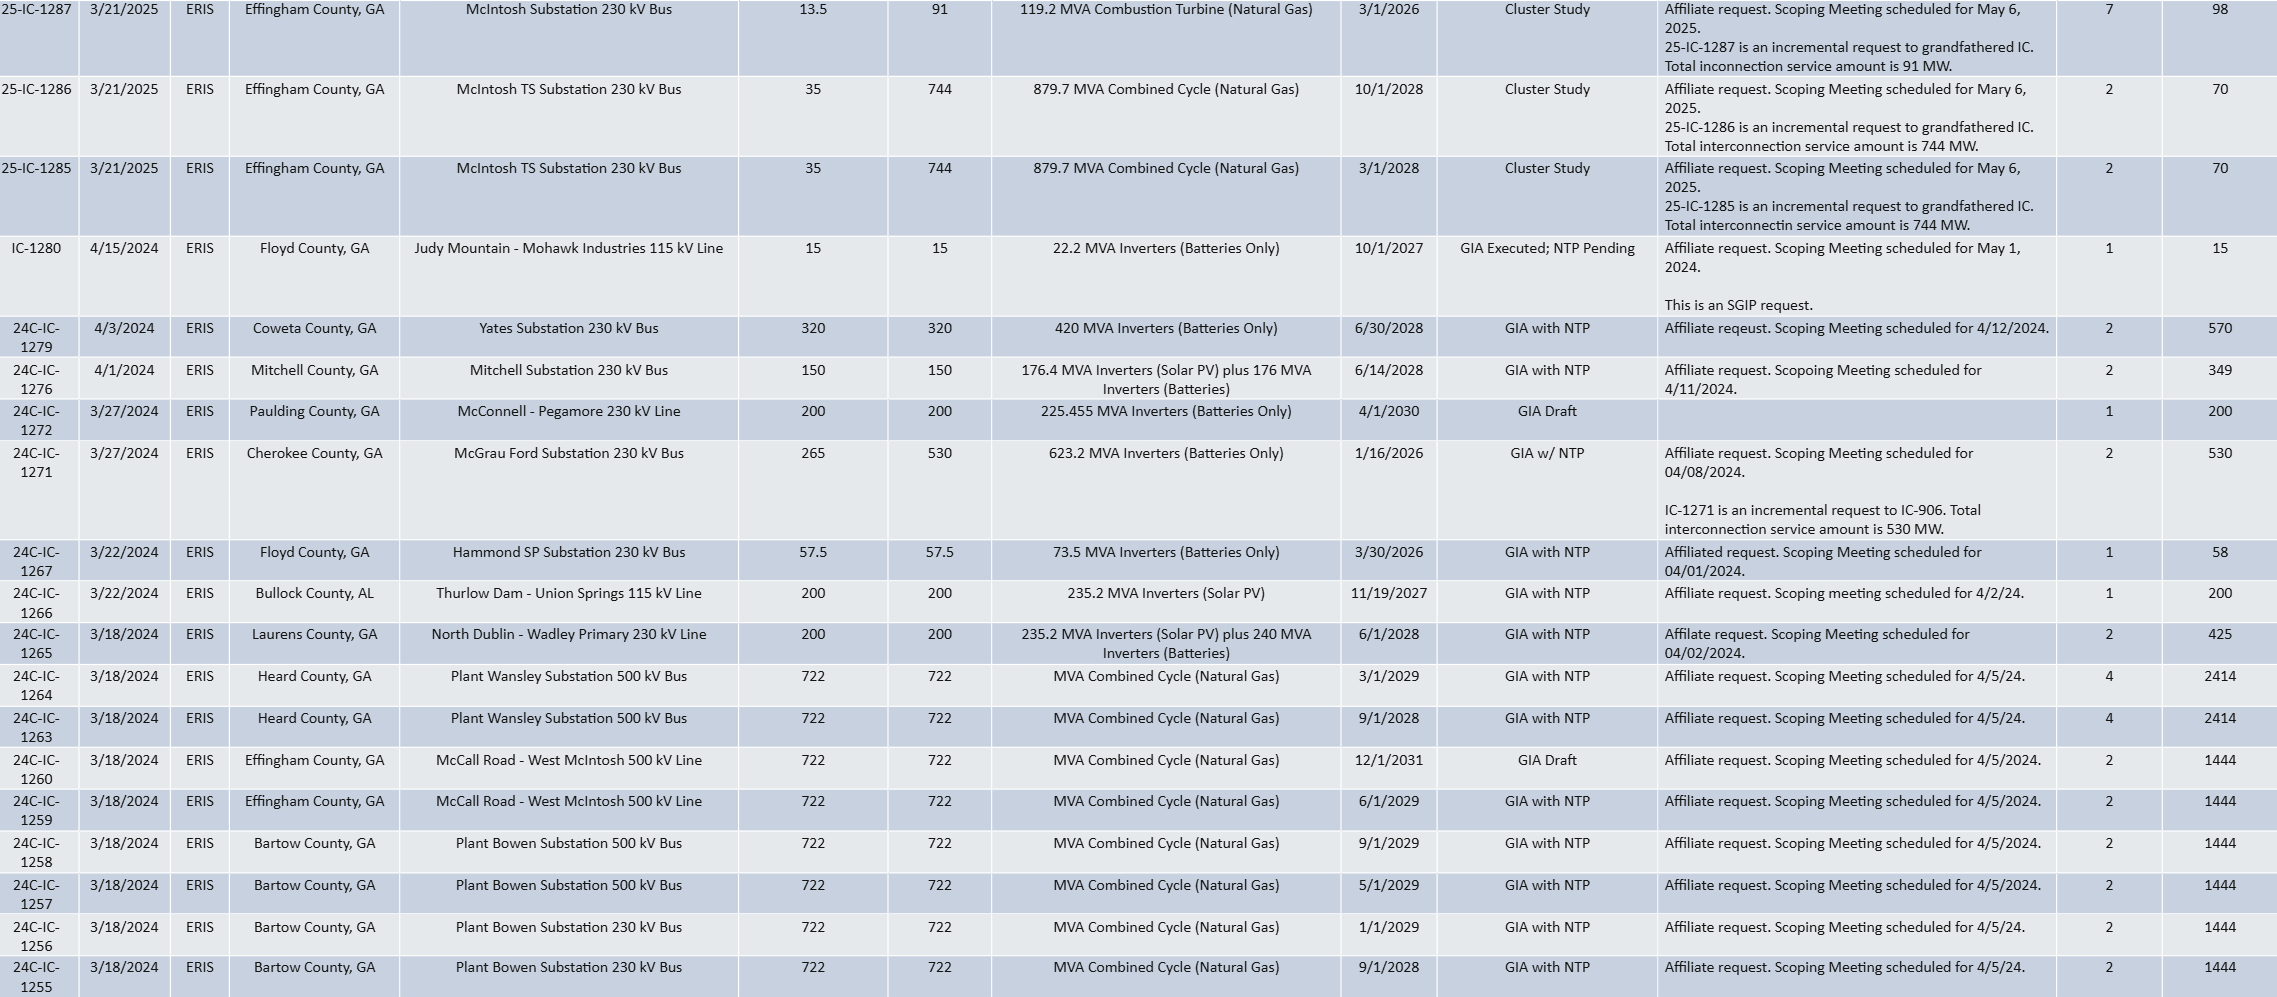 25-IC-1287 3/21/2025 ERIS Effingham County, GA McIntosh Substation 230 kV Bus 13.5 91 119.2 MVA Combustion Turbine (Natural Gas) 3/1/2026 Cluster Study Affiliate request. Scoping Meeting scheduled for May 6, 7 98
2025.
25-IC-1287 is an incremental request to grandfathered IC.
Total inconnection service amount is 91 MW.
25-IC-1286 3/21/2025 ERIS Effingham County, GA McIntosh TS Substation 230 kV Bus 35 744 879.7 MVA Combined Cycle (Natural Gas) 10/1/2028 Cluster Study Affiliate request. Scoping Meeting scheduled for Mary 6, 2 70
2025.
25-IC-1286 is an incremental request to grandfathered IC.
Total interconnection service amount is 744 MW.
25-IC-1285 3/21/2025 ERIS Effingham County, GA McIntosh TS Substation 230 kV Bus 35 744 879.7 MVA Combined Cycle (Natural Gas) 3/1/2028 Cluster Study Affiliate request. Scoping Meeting scheduled for May 6, 2 70
2025.
25-IC-1285 is an incremental request to grandfathered IC.
Total interconnectin service amount is 744 MW.
IC-1280 4/15/2024 ERIS Floyd County, GA Judy Mountain - Mohawk Industries 115 kV Line 15 15 22.2 MVA Inverters (Batteries Only) 10/1/2027 GIA Executed; NTP Pending Affiliate request. Scoping Meeting scheduled for May 1, 1 15
2024.
This is an SGIP request.
24C-IC- 4/3/2024 ERIS Coweta County, GA Yates Substation 230 kV Bus 320 320 420 MVA Inverters (Batteries Only) 6/30/2028 GIA with NTP Affiliate request. Scoping Meeting scheduled for 4/12/2024. 2 570
1279
24C-IC- 4/1/2024 ERIS Mitchell County, GA Mitchell Substation 230 kV Bus 150 150 176.4 MVA Inverters (Solar PV) plus 176 MVA 6/14/2028 GIA with NTP Affiliate request. Scopoing Meeting scheduled for 2 349
1276 Inverters (Batteries) 4/11/2024.
24C-IC- 3/27/2024 ERIS Paulding County, GA McConnell - Pegamore 230 kV Line 200 200 225.455 MVA Inverters (Batteries Only) 4/1/2030 GIA Draft 1 200
1272
24C-IC- 3/27/2024 ERIS Cherokee County, GA McGrau Ford Substation 230 kV Bus 265 530 623.2 MVA Inverters (Batteries Only) 1/16/2026 GIA w/ NTP Affiliate request. Scoping Meeting scheduled for 2 530
1271 04/08/2024.
IC-1271 is an incremental request to IC-906. Total
interconnection service amount is 530 MW.
24C-IC- 3/22/2024 ERIS Floyd County, GA Hammond SP Substation 230 kV Bus 57.5 57.5 73.5 MVA Inverters (Batteries Only) 3/30/2026 GIA with NTP Affiliated request. Scoping Meeting scheduled for 1 58
1267 04/01/2024.
24C-IC- 3/22/2024 ERIS Bullock County, AL Thurlow Dam - Union Springs 115 kV Line 200 200 235.2 MVA Inverters (Solar PV) 11/19/2027 GIA with NTP Affiliate request. Scoping meeting scheduled for 4/2/24. 1 200
1266
24C-IC- 3/18/2024 ERIS Laurens County, GA North Dublin - Wadley Primary 230 kV Line 200 200 235.2 MVA Inverters (Solar PV) plus 240 MVA 6/1/2028 GIA with NTP Affilate request. Scoping Meeting scheduled for 2 425
1265 Inverters (Batteries) 04/02/2024.
24C-IC- 3/18/2024 ERIS Heard County, GA Plant Wansley Substation 500 kV Bus 722 722 MVA Combined Cycle (Natural Gas) 3/1/2029 GIA with NTP Affiliate request. Scoping Meeting scheduled for 4/5/24. 4 2414
1264
24C-IC- 3/18/2024 ERIS Heard County, GA Plant Wansley Substation 500 kV Bus 722 722 MVA Combined Cycle (Natural Gas) 9/1/2028 GIA with NTP Affiliate request. Scoping Meeting scheduled for 4/5/24. 4 2414
1263
24C-IC- 3/18/2024 ERIS Effingham County, GA McCall Road - West McIntosh 500 kV Line 722 722 MVA Combined Cycle (Natural Gas) 12/1/2031 GIA Draft Affiliate request. Scoping Meeting scheduled for 4/5/2024. 2 1444
1260
24C-IC- 3/18/2024 ERIS Effingham County, GA McCall Road - West McIntosh 500 kV Line 722 722 MVA Combined Cycle (Natural Gas) 6/1/2029 GIA with NTP Affiliate request. Scoping Meeting scheduled for 4/5/2024. 2 1444
1259
24C-IC- 3/18/2024 ERIS Bartow County, GA Plant Bowen Substation 500 kV Bus 722 722 MVA Combined Cycle (Natural Gas) 9/1/2029 GIA with NTP Affiliate request. Scoping Meeting scheduled for 4/5/2024. 2 1444
1258
24C-IC- 3/18/2024 ERIS Bartow County, GA Plant Bowen Substation 500 kV Bus 722 722 MVA Combined Cycle (Natural Gas) 5/1/2029 GIA with NTP Affiliate request. Scoping Meeting scheduled for 4/5/2024. 2 1444
1257
24C-IC- 3/18/2024 ERIS Bartow County, GA Plant Bowen Substation 230 kV Bus 722 722 MVA Combined Cycle (Natural Gas) 1/1/2029 GIA with NTP Affiliate request. Scoping Meeting scheduled for 4/5/24. 2 1444
1256
24C-IC- 3/18/2024 ERIS Bartow County, GA Plant Bowen Substation 230 kV Bus 722 722 MVA Combined Cycle (Natural Gas) 9/1/2028 GIA with NTP Affiliate request. Scoping Meeting scheduled for 4/5/24. 2 1444
1255